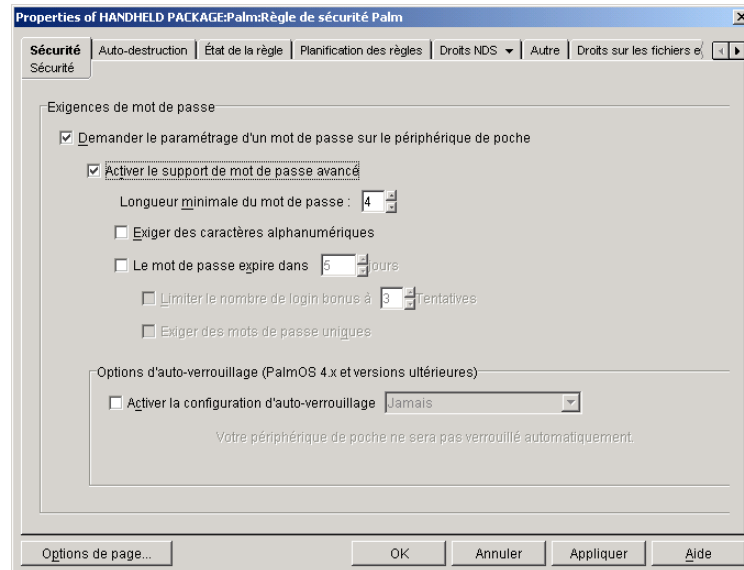 Properties of HANDHELD PACKAGE:Palm:Règle de sécurité Palm
Sécurité Auto-destruction État de la règle Planification des règles Droits NDS Autre Droits sur les fichiers e
Sécurité
Exigences de mot de passe
Demander le paramétrage d'un mot de passe sur le périphérique de poche
Activer le support de mot de passe avancé
Longueur minimale du mot de passe : 4
Exiger des caractères alphanumériques
Le mot de passe expire dans 5 jours
Limiter le nombre de login bonus à 3 Tentatives
Exiger des mots de passe uniques
Options d'auto-verrouillage (PalmOS 4.x et versions ultérieures)
Activer la configuration d'auto-verrouillage Jamais
Votre périphérique de poche ne sera pas verrouillé automatiquement.
Options de page... OK Annuler Appliquer Aide